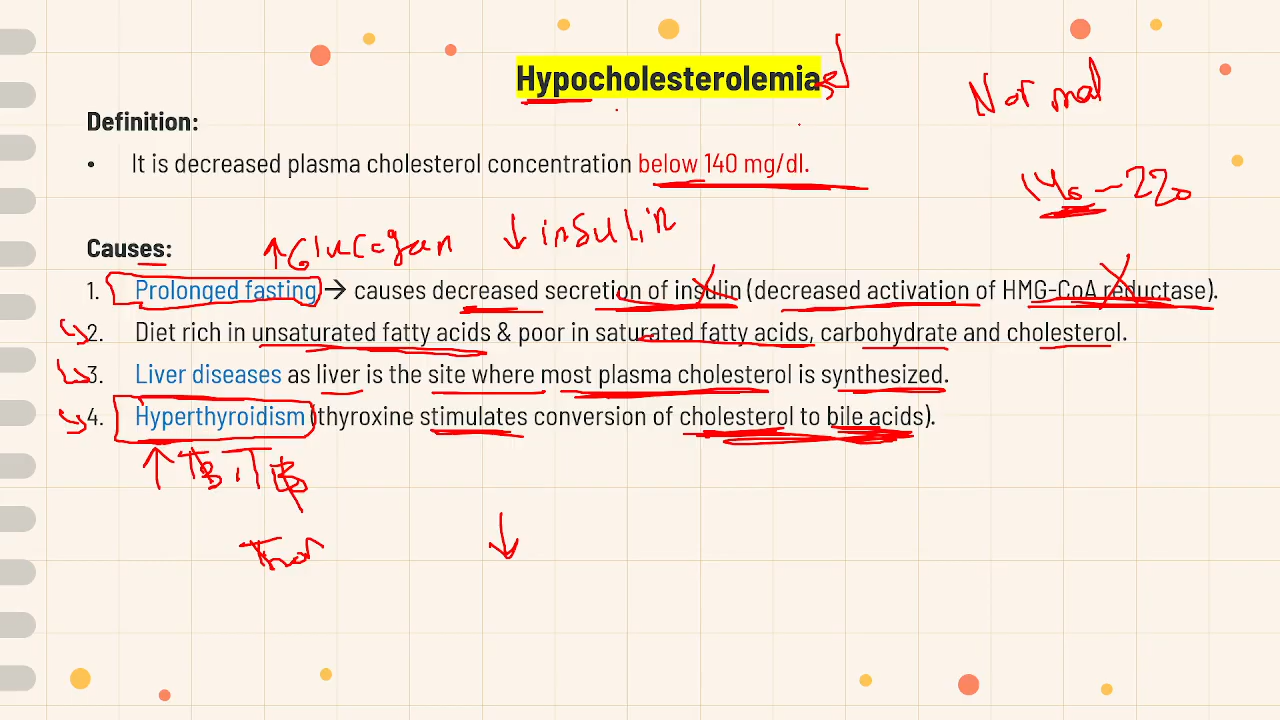 Hypocholesterolemia
Normal
Definition:
• It is decreased plasma cholesterol concentration below 140 mg/dl.
140 - 220
↑ Glucagan ↓ insulin
Causes:
1. Prolonged fasting → causes decreased secretion of insulin (decreased activation of HMG-CoA reductase).
2. Diet rich in unsaturated fatty acids & poor in saturated fatty acids, carbohydrate and cholesterol.
3. Liver diseases as liver is the site where most plasma cholesterol is synthesized.
4. Hyperthyroidism (thyroxine stimulates conversion of cholesterol to bile acids).
↑
↓